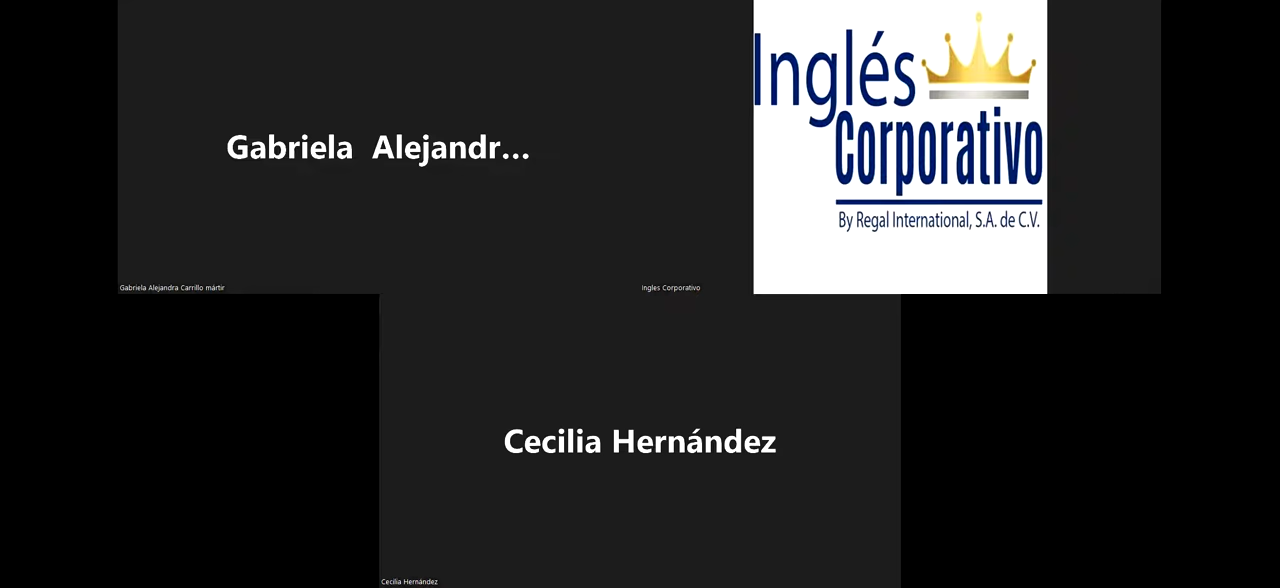 Gabriela  Alejandr...
Gabriela Alejandra Carrillo mártir
Inglés
Corporativo
By Regal International, S.A. de C.V.
Ingles Corporativo
Cecilia Hernández
Cecilia Hernández